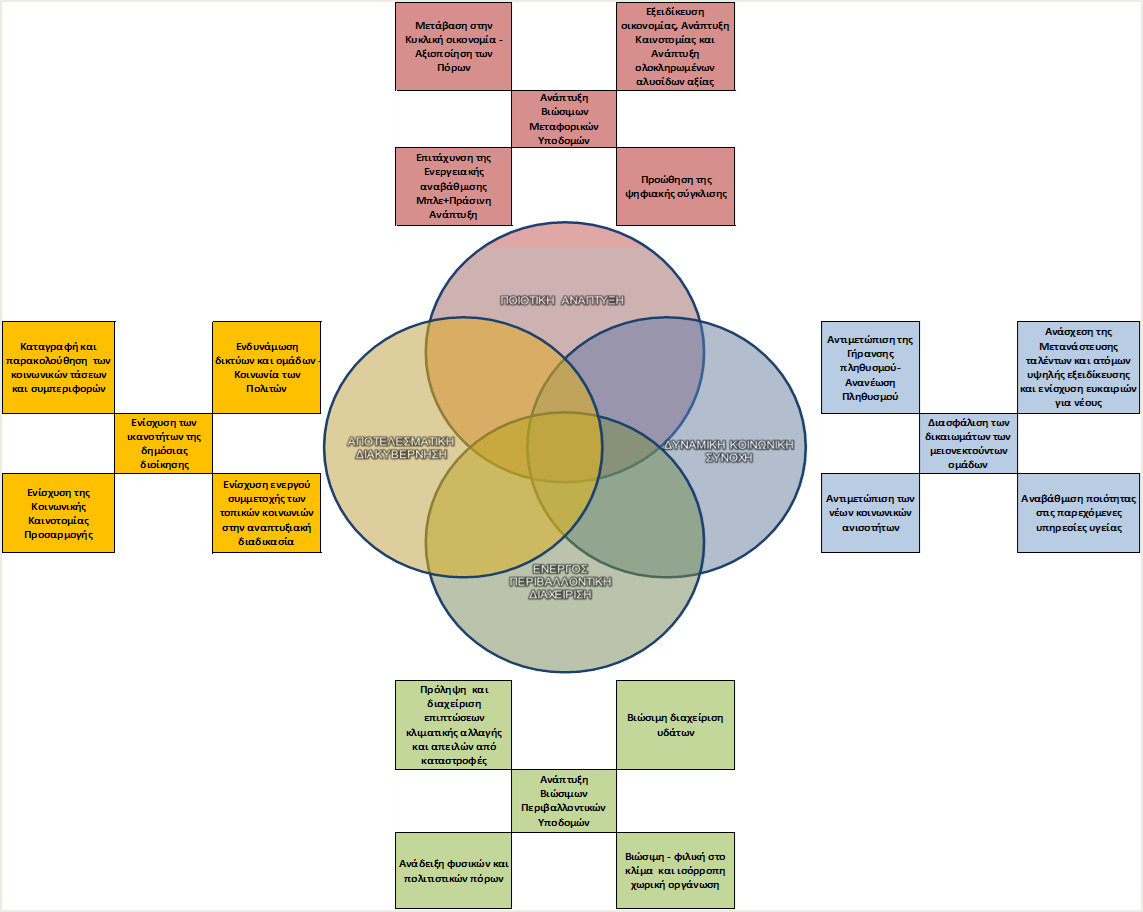 Μετάβαση στην
Κυκλική οικονομία -
Αξιοποίηση των
Πόρων
Εξειδίκευση
οικονομίας, Ανάπτυξη
Καινοτομίας και
Ανάπτυξη
ολοκληρωμένων
αλυσίδων αξίας
Ανάπτυξη
Βιώσιμων
Μεταφορικών
Υποδομών
Επιτάχυνση της
Ενεργειακής
αναβάθμισης
Μπλε+Πράσινη
Ανάπτυξη
Προώθηση της
ψηφιακής σύγκλισης
ΠΟΙΟΤΙΚΗ ΑΝΑΠΤΥΞΗ
Καταγραφή και
παρακολούθηση των
κοινωνικών τάσεων
και συμπεριφορών
Ενδυνάμωση
δικτύων και ομάδων -
Κοινωνία των
Πολιτών
Ενίσχυση των
ικανοτήτων της
δημόσιας
διοίκησης
Ενίσχυση της
Κοινωνικής
Καινοτομίας
Προσαρμογής
Ενίσχυση ενεργού
συμμετοχής των
τοπικών κοινωνιών
στην αναπτυξιακή
διαδικασία
ΑΠΟΤΕΛΕΣΜΑΤΙΚΗ
ΔΙΑΚΥΒΕΡΝΗΣΗ
ΔΥΝΑΜΙΚΗ ΚΟΙΝΩΝΙΚΗ
ΣΥΝΟΧΗ
Αντιμετώπιση της
Γήρανσης
πληθυσμού-
Ανανέωση
Πληθυσμού
Ανάσχεση της
Μετανάστευσης
ταλέντων και ατόμων
υψηλής εξειδίκευσης
και ενίσχυση ευκαιριών
για νέους
Διασφάλιση των
δικαιωμάτων των
μειονεκτούντων
ομάδων
Αντιμετώπιση των
νέων κοινωνικών
ανισοτήτων
Αναβάθμιση ποιότητας
στις παρεχόμενες
υπηρεσίες υγείας
ΕΝΕΡΓΟΣ
ΠΕΡΙΒΑΛΛΟΝΤΙΚΗ
ΔΙΑΧΕΙΡΙΣΗ
Πρόληψη και
διαχείριση
επιπτώσεων
κλιματικής αλλαγής
και απειλών από
καταστροφές
Βιώσιμη διαχείριση
υδάτων
Ανάπτυξη
Βιώσιμων
Περιβαλλοντικών
Υποδομών
Ανάδειξη φυσικών και
πολιτιστικών πόρων
Βιώσιμη - φιλική στο
κλίμα και ισόρροπη
χωρική οργάνωση